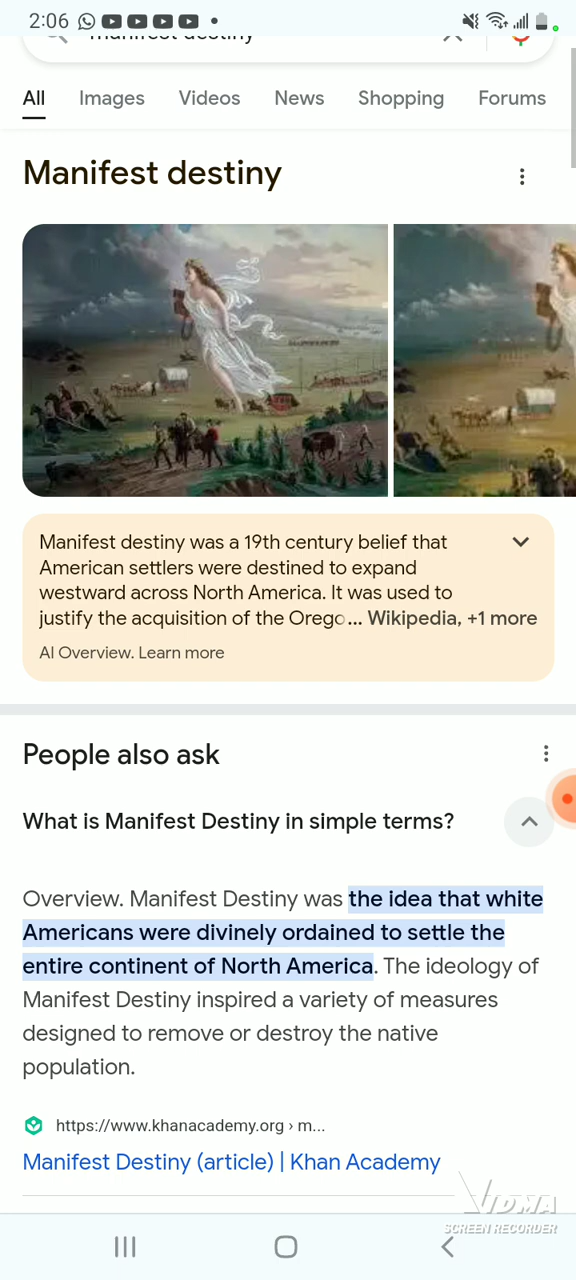 2:06
manifest destiny
All Images Videos News Shopping Forums
Manifest destiny
Manifest destiny was a 19th century belief that
American settlers were destined to expand
westward across North America. It was used to
justify the acquisition of the Orego... Wikipedia, +1 more
AI Overview. Learn more
People also ask
What is Manifest Destiny in simple terms?
Overview. Manifest Destiny was the idea that white
Americans were divinely ordained to settle the
entire continent of North America. The ideology of
Manifest Destiny inspired a variety of measures
designed to remove or destroy the native
population.
https://www.khanacademy.org › m...
Manifest Destiny (article) | Khan Academy
VIDMA
SCREEN RECORDER